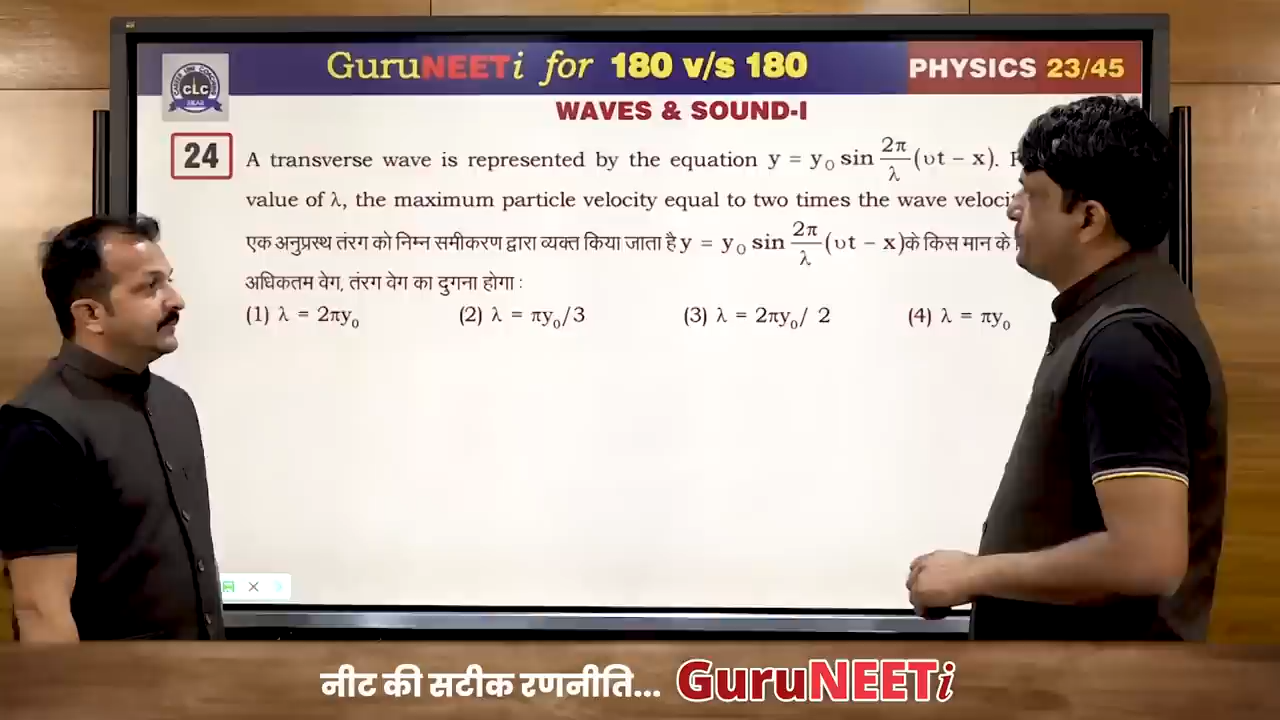 GuruNEETi for 180 v/s 180
PHYSICS 23/45
CLC
WAVES & SOUND-I
24
A transverse wave is represented by the equation y = y₀ sin 2π/λ (υt − x).
value of λ, the maximum particle velocity equal to two times the wave
एक अनुप्रस्थ तंरग को निम्न समीकरण द्वारा व्यक्त किया जाता है y = y₀ sin 2π/λ (υt − x)के किस मान के
अधिकतम वेग, तंरग वेग का दुगना होगा :
(1) λ = 2πy₀ (2) λ = πy₀/3 (3) λ = 2πy₀/ 2 (4) λ = πy₀
नीट की सटीक रणनीति... GuruNEETi